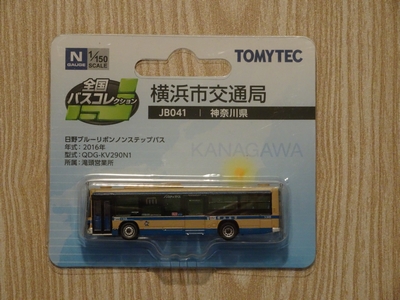 N
GAUGE
1/150
SCALE
TOMYTEC
全国
バスコレクション
横浜市交通局
JB041 | 神奈川県
KANAGAWA
日野ブルーリボンノンステップバス
年式：2016年
型式：QDG-KV290N1
所属：滝頭営業所